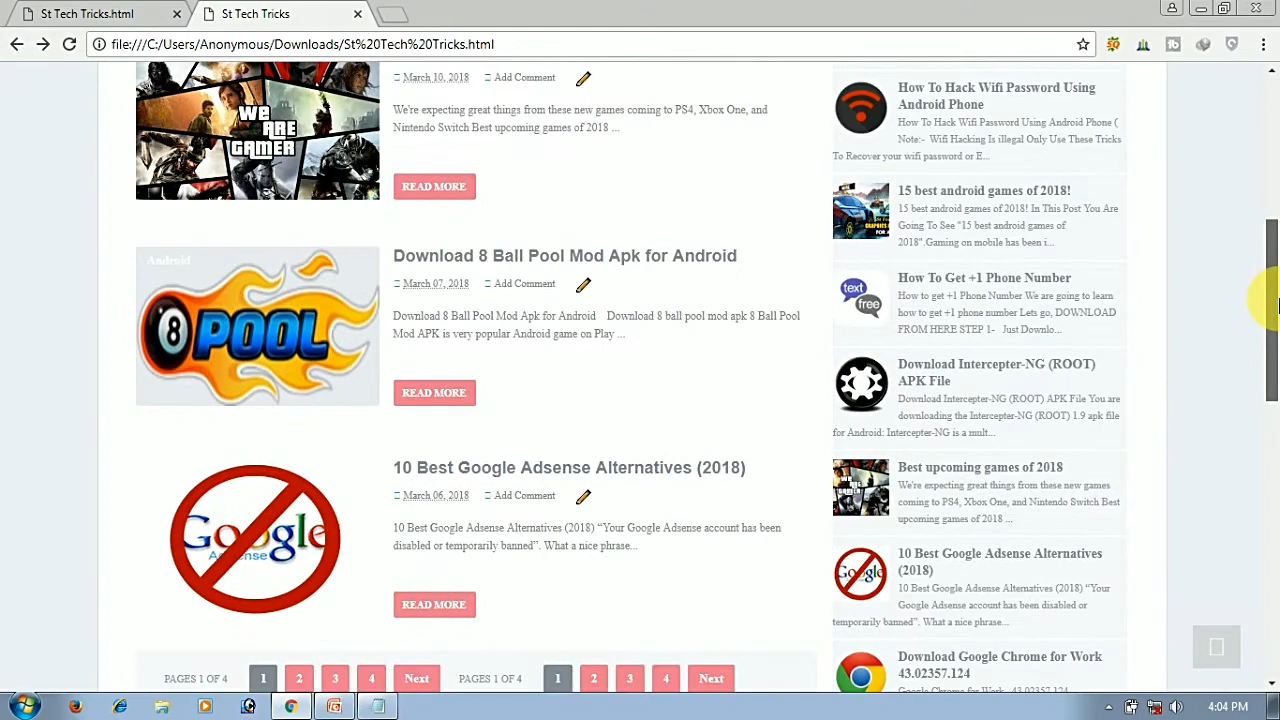 St Tech Tricks.html
St Tech Tricks
file:///C:/Users/Anonymous/Downloads/St%20Tech%20Tricks.html
WE
ARE
GAMER
March 10, 2018
Add Comment
We're expecting great things from these new games coming to PS4, Xbox One, and
Nintendo Switch Best upcoming games of 2018 ...
READ MORE
Android
8
POOL
Download 8 Ball Pool Mod Apk for Android
March 07, 2018
Add Comment
Download 8 Ball Pool Mod Apk for Android Download 8 ball pool mod apk 8 Ball Pool
Mod APK is very popular Android game on Play ...
READ MORE
Google
Adsense
10 Best Google Adsense Alternatives (2018)
March 06, 2018
Add Comment
10 Best Google Adsense Alternatives (2018) “Your Google Adsense account has been
disabled or temporarily banned”. What a nice phrase...
READ MORE
PAGES 1 OF 4 1 2 3 4 Next PAGES 1 OF 4 1 2 3 4 Next
How To Hack Wifi Password Using
Android Phone
How To Hack Wifi Password Using Android Phone (
Note:- Wifi Hacking Is illegal Only Use These Tricks
To Recover your wifi password or E...
15 best android games of 2018!
15 best android games of 2018! In This Post You Are
Going To See "15 best android games of
2018".Gaming on mobile has been i...
text
free
How To Get +1 Phone Number
How to get +1 Phone Number We are going to learn
how to get +1 phone number Lets go, DOWNLOAD
FROM HERE STEP 1- Just Downlo...
Download Intercepter-NG (ROOT)
APK File
Download Intercepter-NG (ROOT) APK File You are
downloading the Intercepter-NG (ROOT) 1.9 apk file
for Android: Intercepter-NG is a mult...
WE
ARE
GAMER
Best upcoming games of 2018
We're expecting great things from these new games
coming to PS4, Xbox One, and Nintendo Switch Best
upcoming games of 2018 ...
Google
10 Best Google Adsense Alternatives
(2018)
10 Best Google Adsense Alternatives (2018) “Your
Google Adsense account has been disabled or
temporarily banned”. What a nice phrase...
Download Google Chrome for Work
43.02357.124
Google Chrome for Work 43.02357.124
4:04 PM